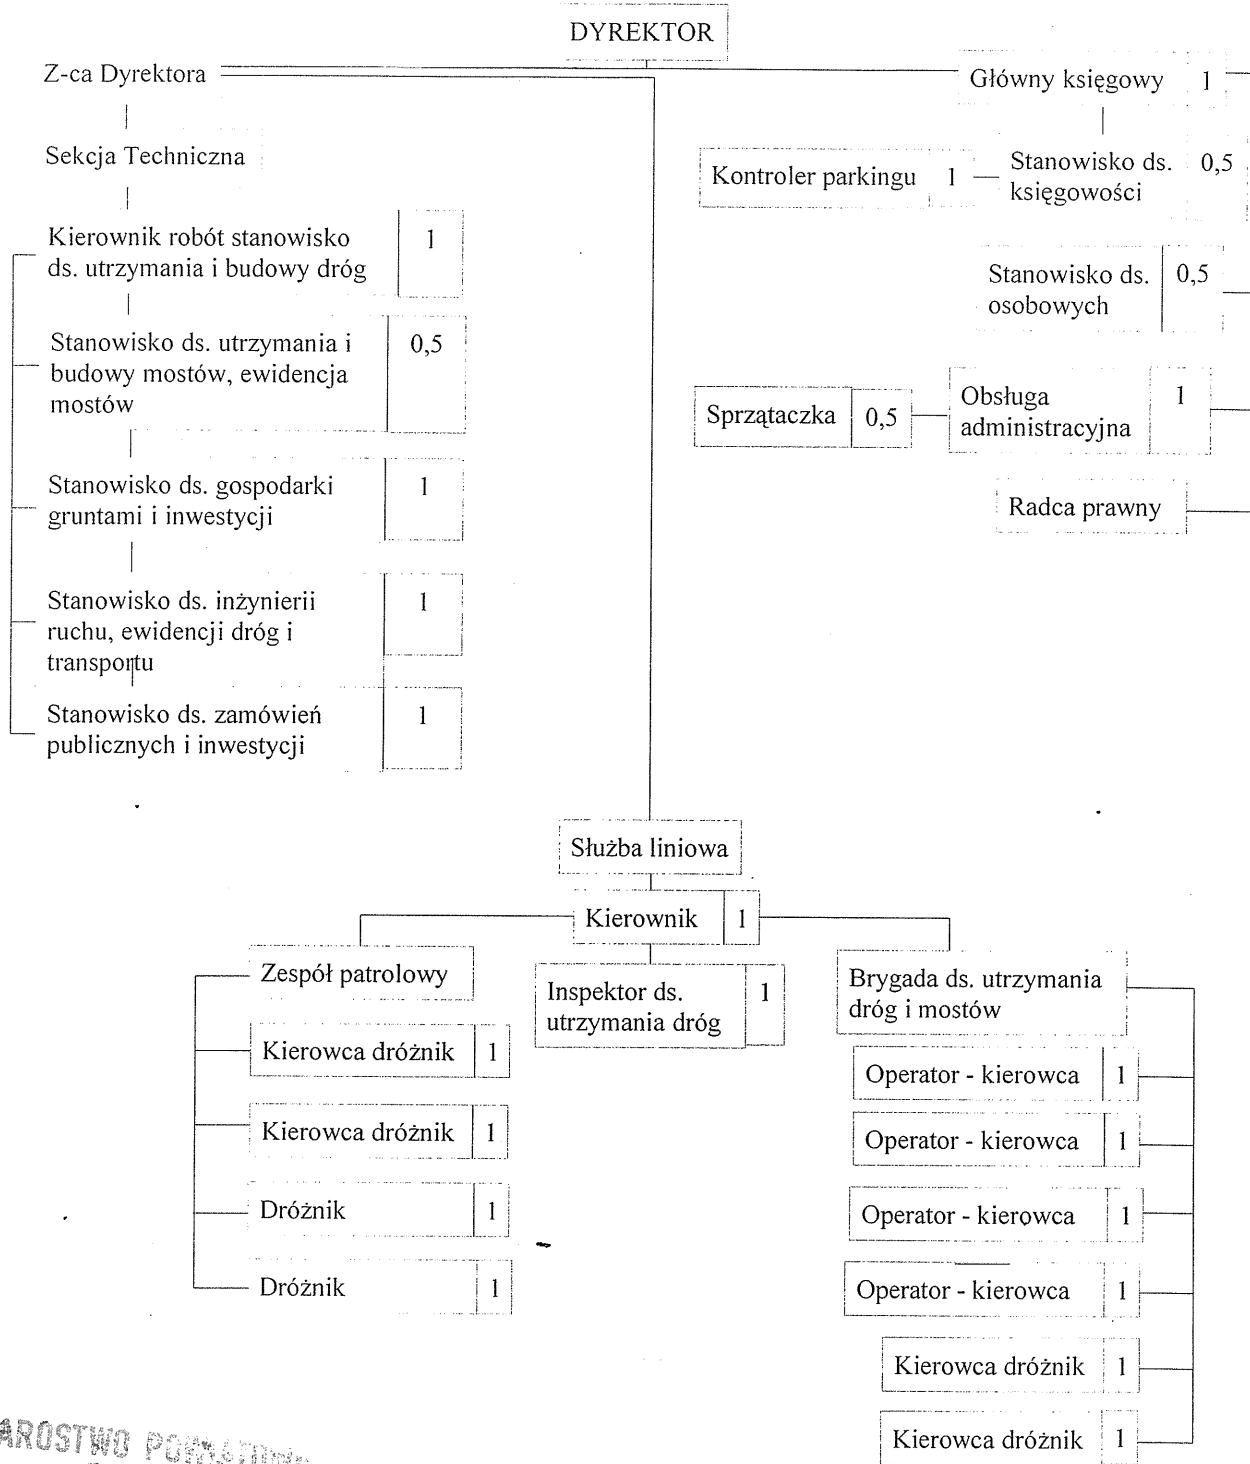 DYREKTOR
Z-ca Dyrektora
Główny księgowy 1
Sekcja Techniczna
Kontroler parkingu 1
Stanowisko ds. 0,5
księgowości
Kierownik robót stanowisko 1
ds. utrzymania i budowy dróg
Stanowisko ds. 0,5
osobowych
Stanowisko ds. utrzymania i 0,5
budowy mostów, ewidencja
mostów
Sprzątaczka 0,5
Obsługa 1
administracyjna
Stanowisko ds. gospodarki 1
gruntami i inwestycji
Radca prawny
Stanowisko ds. inżynierii 1
ruchu, ewidencji dróg i
transportu
Stanowisko ds. zamówień 1
publicznych i inwestycji
Służba liniowa
Kierownik 1
Zespół patrolowy
Kierowca dróżnik 1
Kierowca dróżnik 1
Dróżnik 1
Dróżnik 1
Inspektor ds. 1
utrzymania dróg
Brygada ds. utrzymania
dróg i mostów
Operator - kierowca 1
Operator - kierowca 1
Operator - kierowca 1
Operator - kierowca 1
Kierowca dróżnik 1
Kierowca dróżnik 1
AROSTWO